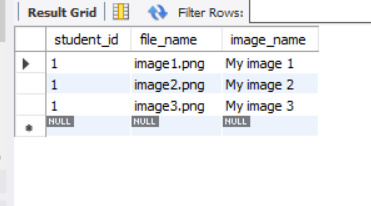 Result Grid Filter Rows:
student_id file_name image_name
1 image1.png My image 1
1 image2.png My image 2
1 image3.png My image 3
NULL NULL NULL